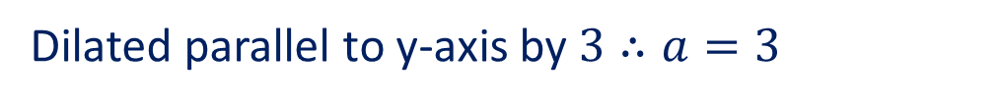 Dilated parallel to y-axis by 3 ∴ 𝑎 = 3